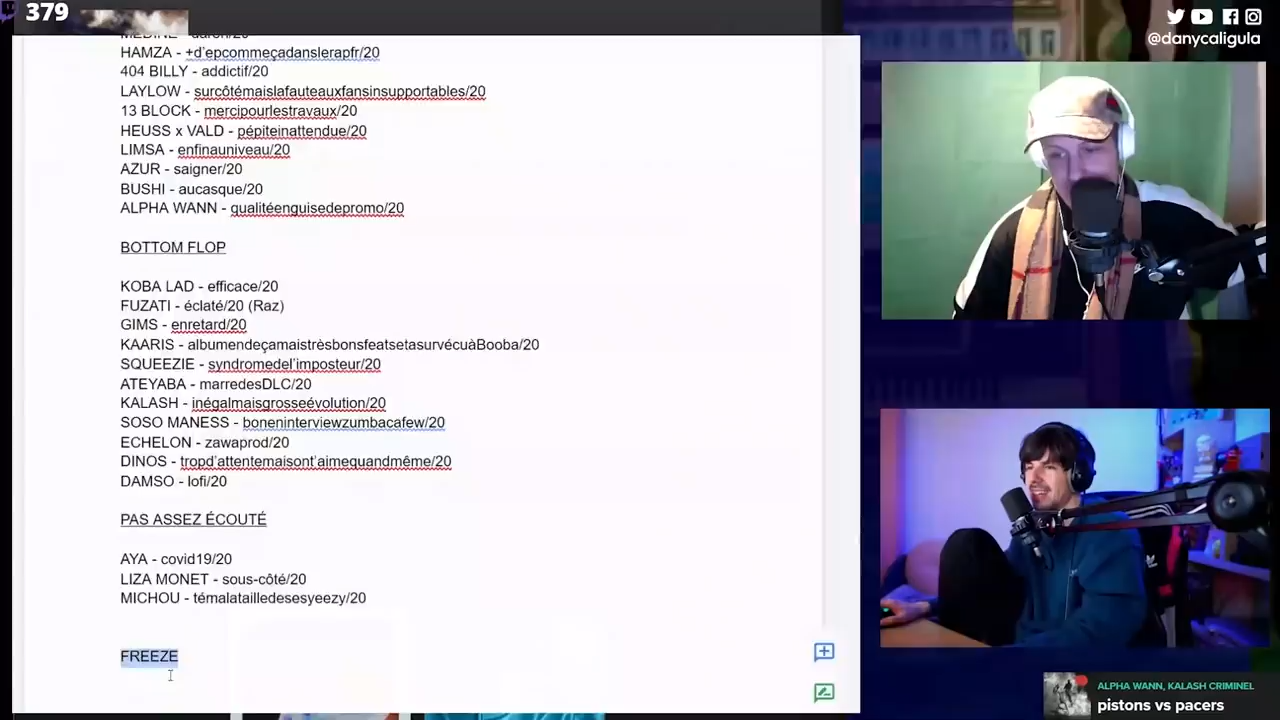 379
HAMZA - +d'epcommeçadanslerapfr/20
404 BILLY - addictif/20
LAYLOW - surcôtémaislafauteauxfansinsupportables/20
13 BLOCK - mercipourlestravaux/20
HEUSS x VALD - pépiteinattendue/20
LIMSA - enfinauniveau/20
AZUR - saigner/20
BUSHI - aucasque/20
ALPHA WANN - qualitéenguisedepromo/20
BOTTOM FLOP
KOBA LAD - efficace/20
FUZATI - éclaté/20 (Raz)
GIMS - enretard/20
KAARIS - albumendeçamaistrèsbonsfeatsetasurvécuàBooba/20
SQUEEZIE - syndromedel'imposteur/20
ATEYABA - marredesDLC/20
KALASH - inégalmaisgrosseévolution/20
SOSO MANESS - boneninterviewzumbacafew/20
ECHELON - zawaprod/20
DINOS - tropd'attentemaisont'aimequandmême/20
DAMSO - lofi/20
PAS ASSEZ ÉCOUTÉ
AYA - covid19/20
LIZA MONET - sous-côté/20
MICHOU - tématalatailledesesyeezy/20
FREEZE
@danycaligula
ALPHA WANN, KALASH CRIMINEL
pistons vs pacers